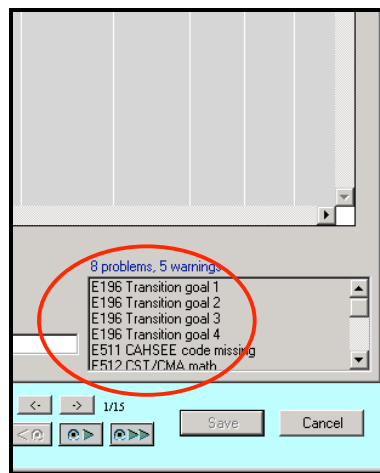 8 problems, 5 warnings
E196 Transition goal 1
E196 Transition goal 2
E196 Transition goal 3
E196 Transition goal 4
E511 CAHSEE code missing
E512 CST/CMA math
<- -> 1/15
Save Cancel